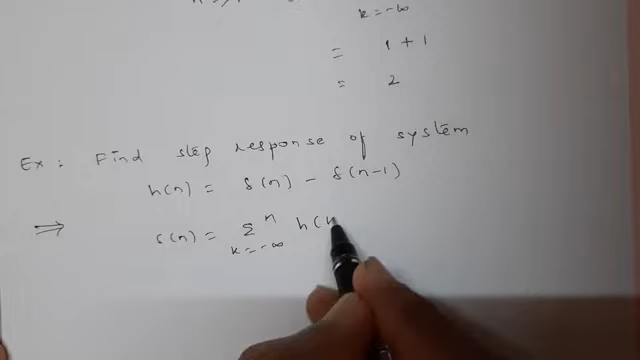 k = -∞
= 1 + 1
= 2
Ex : Find step response of system
h(n) = δ(n) - δ(n-1)
⇒ s(n) = Σ n k = -∞ h(k